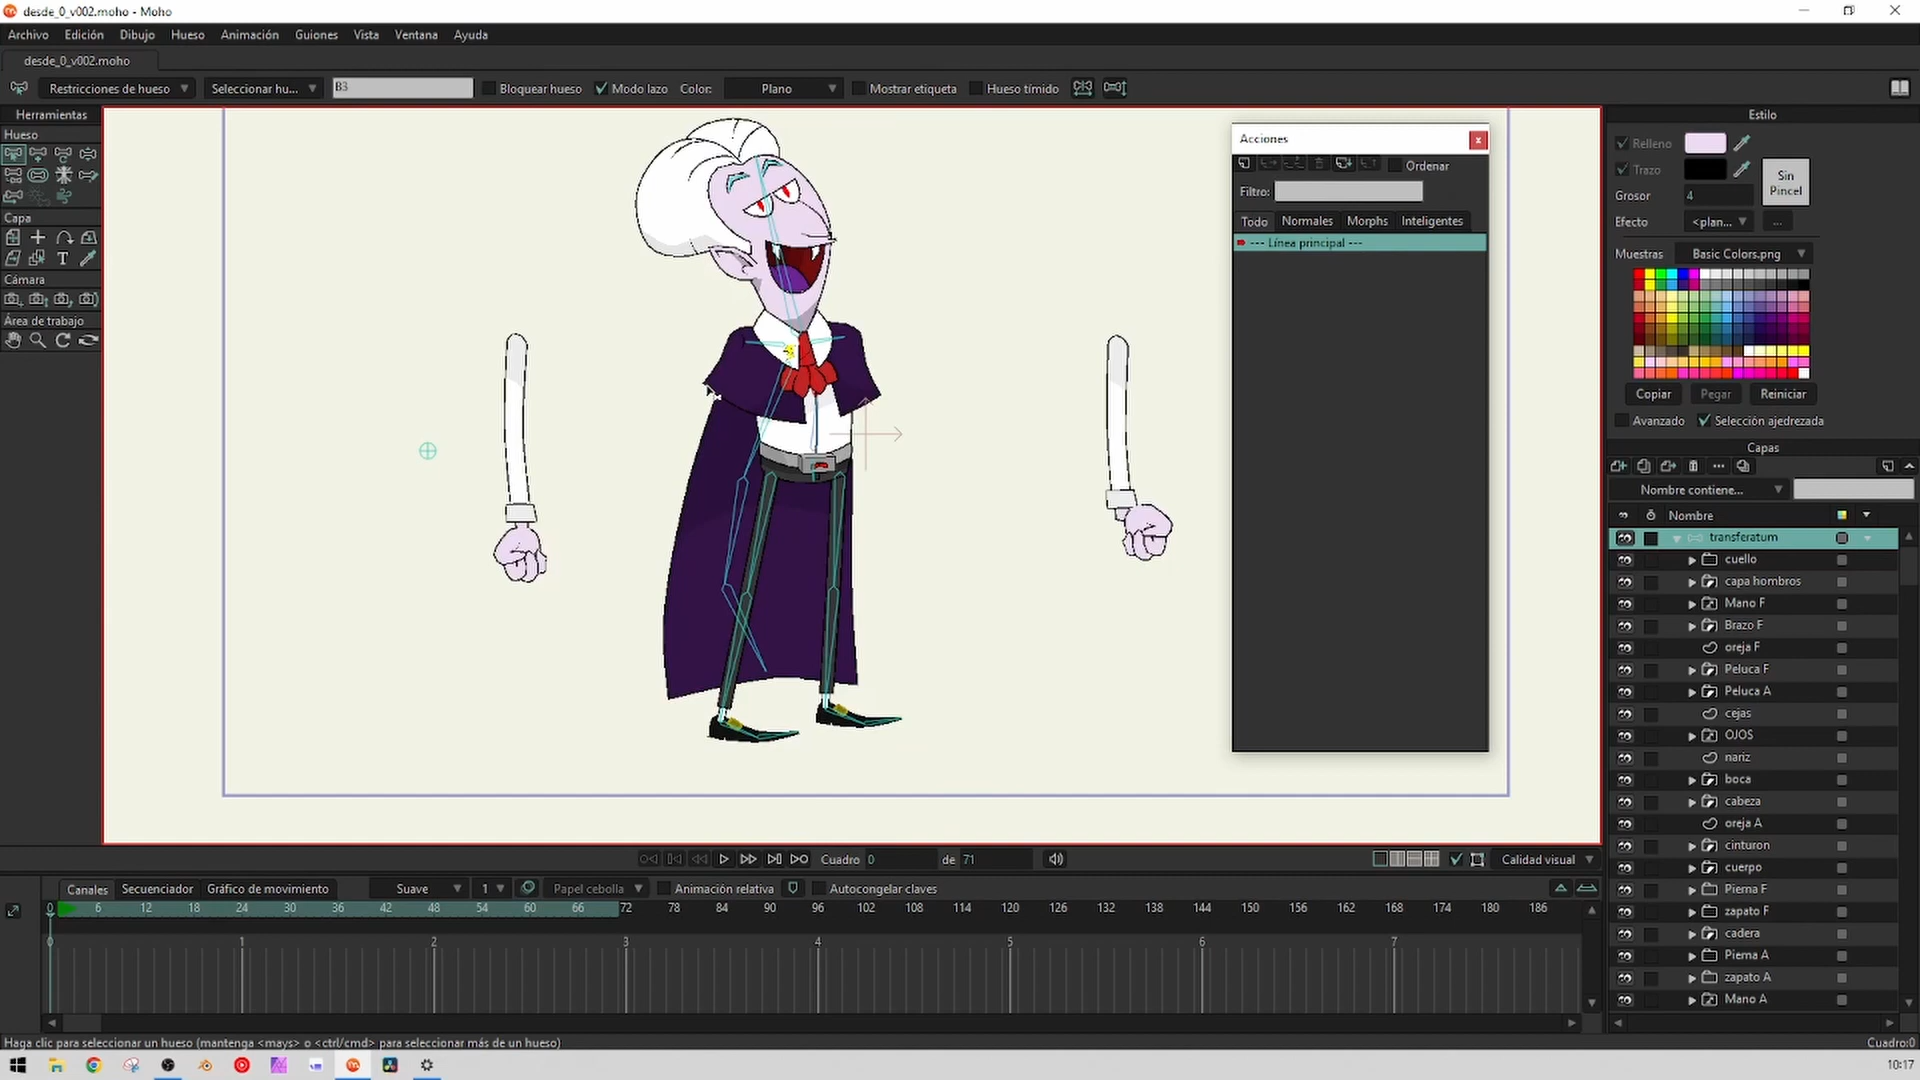 desde_0_v002.moho - Moho
Archivo Edición Dibujo Hueso Animación Guiones Vista Ventana Ayuda
desde_0_v002.moho
Restricciones de hueso Seleccionar hu... B3 Bloquear hueso Modo lazo Color: Plano Mostrar etiqueta Hueso tímido
Herramientas
Hueso
Capa
Cámara
Área de trabajo
Acciones
Ordenar
Filtro:
Todo Normales Morphs Inteligentes
--- Línea principal ---
Estilo
Relleno
Trazo
Sin Pincel
Grosor 4
Efecto <plan... ...
Muestras Basic Colors.png
Copiar Pegar Reiniciar
Avanzado Selección ajedrezada
Capas
Nombre contiene...
Nombre
transferatum
cuello
capa hombros
Mano F
Brazo F
oreja F
Peluca F
Peluca A
cejas
OJOS
nariz
boca
cabeza
oreja A
cinturon
cuerpo
Pierna F
zapato F
cadera
Pierna A
zapato A
Mano A
Cuadro 0 de 71 Calidad visual
Canales Secuenciador Gráfico de movimiento Suave 1 Papel cebolla Animación relativa Autocongelar claves
0 6 12 18 24 30 36 42 48 54 60 66 72 78 84 90 96 102 108 114 120 126 132 138 144 150 156 162 168 174 180 186
0 1 2 3 4 5 6 7
Haga clic para seleccionar un hueso (mantenga <mays> o <ctrl/cmd> para seleccionar más de un hueso) Cuadro:0
10:17